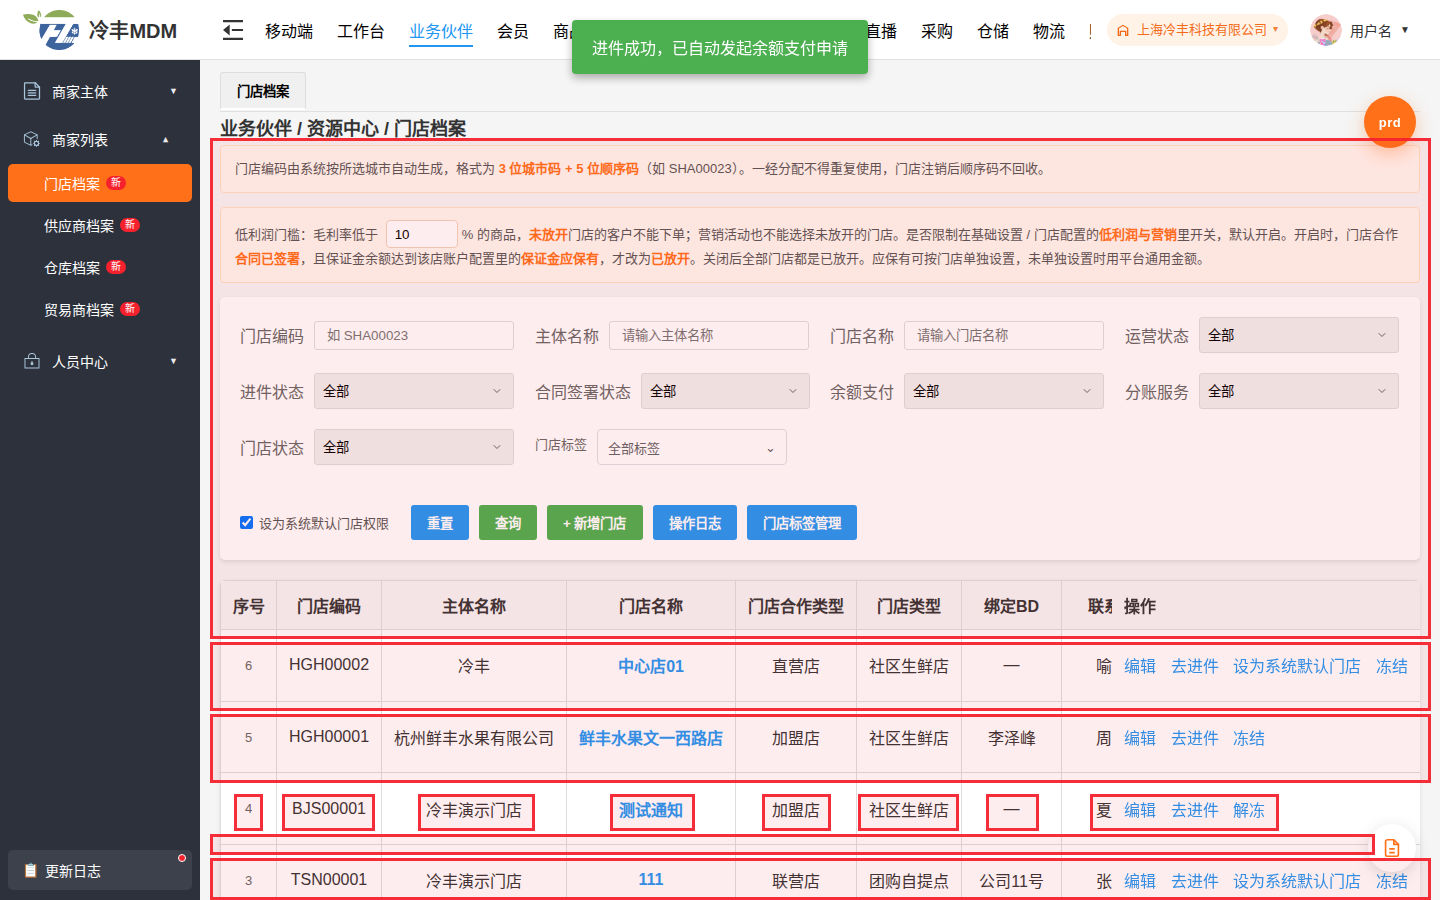 冷丰MDM
移动端 工作台 业务伙伴 会员 直播 采购 仓储 物流
进件成功，已自动发起余额支付申请
上海冷丰科技有限公司 ▾
用户名 ▼
商家主体
商家列表
门店档案 新
供应商档案 新
仓库档案 新
贸易商档案 新
人员中心
更新日志
门店档案
业务伙伴 / 资源中心 / 门店档案
prd
门店编码由系统按所选城市自动生成，格式为 3 位城市码 + 5 位顺序码（如 SHA00023）。一经分配不得重复使用，门店注销后顺序码不回收。
低利润门槛：毛利率低于 10 % 的商品，未放开门店的客户不能下单；营销活动也不能选择未放开的门店。是否限制在基础设置 / 门店配置的低利润与营销里开关，默认开启。开启时，门店合作
合同已签署，且保证金余额达到该店账户配置里的保证金应保有，才改为已放开。关闭后全部门店都是已放开。应保有可按门店单独设置，未单独设置时用平台通用金额。
门店编码 如 SHA00023 主体名称 请输入主体名称 门店名称 请输入门店名称 运营状态 全部
进件状态 全部 合同签署状态 全部 余额支付 全部 分账服务 全部
门店状态 全部 门店标签 全部标签
设为系统默认门店权限 重置 查询 + 新增门店 操作日志 门店标签管理
序号 门店编码 主体名称 门店名称 门店合作类型 门店类型 绑定BD 联系 操作
6 HGH00002 冷丰 中心店01 直营店 社区生鲜店 — 喻 编辑 去进件 设为系统默认门店 冻结
5 HGH00001 杭州鲜丰水果有限公司 鲜丰水果文一西路店 加盟店 社区生鲜店 李泽峰 周 编辑 去进件 冻结
4 BJS00001 冷丰演示门店 测试通知 加盟店 社区生鲜店 — 夏 编辑 去进件 解冻
3 TSN00001 冷丰演示门店 111 联营店 团购自提点 公司11号 张 编辑 去进件 设为系统默认门店 冻结